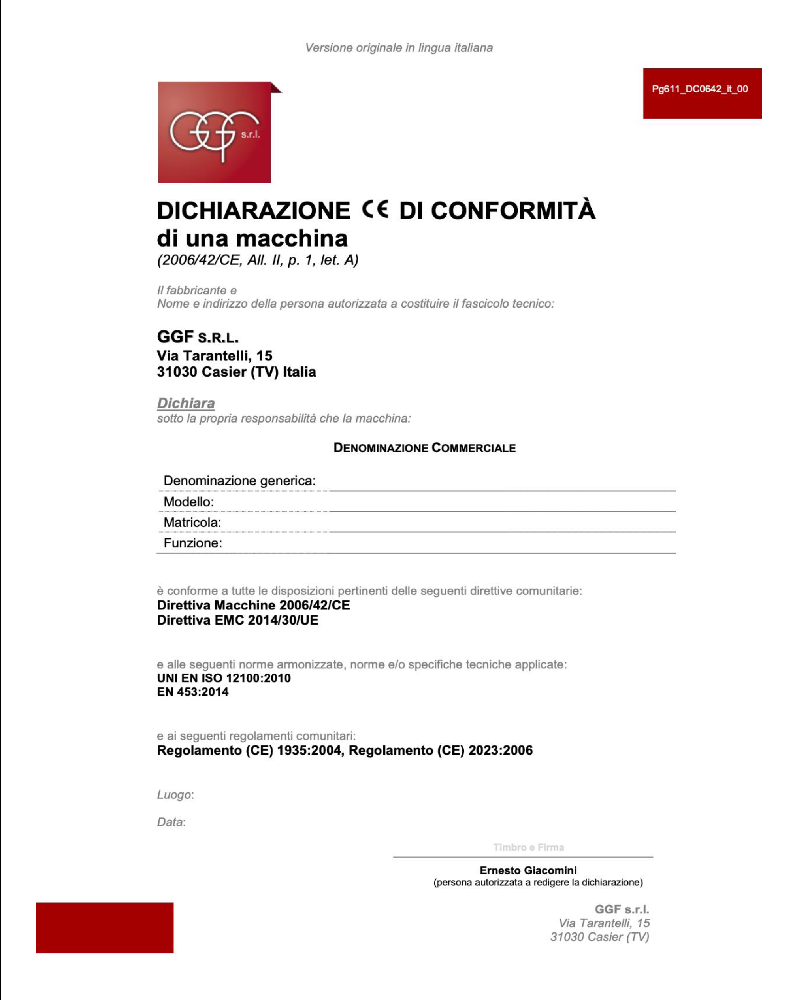 Versione originale in lingua italiana
Pg611_DC0642_it_00
GGF s.r.l.
DICHIARAZIONE CE DI CONFORMITÀ
di una macchina
(2006/42/CE, All. II, p. 1, let. A)
Il fabbricante e
Nome e indirizzo della persona autorizzata a costituire il fascicolo tecnico:
GGF S.R.L.
Via Tarantelli, 15
31030 Casier (TV) Italia
Dichiara
sotto la propria responsabilità che la macchina:
DENOMINAZIONE COMMERCIALE
Denominazione generica:
Modello:
Matricola:
Funzione:
è conforme a tutte le disposizioni pertinenti delle seguenti direttive comunitarie:
Direttiva Macchine 2006/42/CE
Direttiva EMC 2014/30/UE
e alle seguenti norme armonizzate, norme e/o specifiche tecniche applicate:
UNI EN ISO 12100:2010
EN 453:2014
e ai seguenti regolamenti comunitari:
Regolamento (CE) 1935:2004, Regolamento (CE) 2023:2006
Luogo:
Data:
Timbro e Firma
Ernesto Giacomini
(persona autorizzata a redigere la dichiarazione)
GGF s.r.l.
Via Tarantelli, 15
31030 Casier (TV)